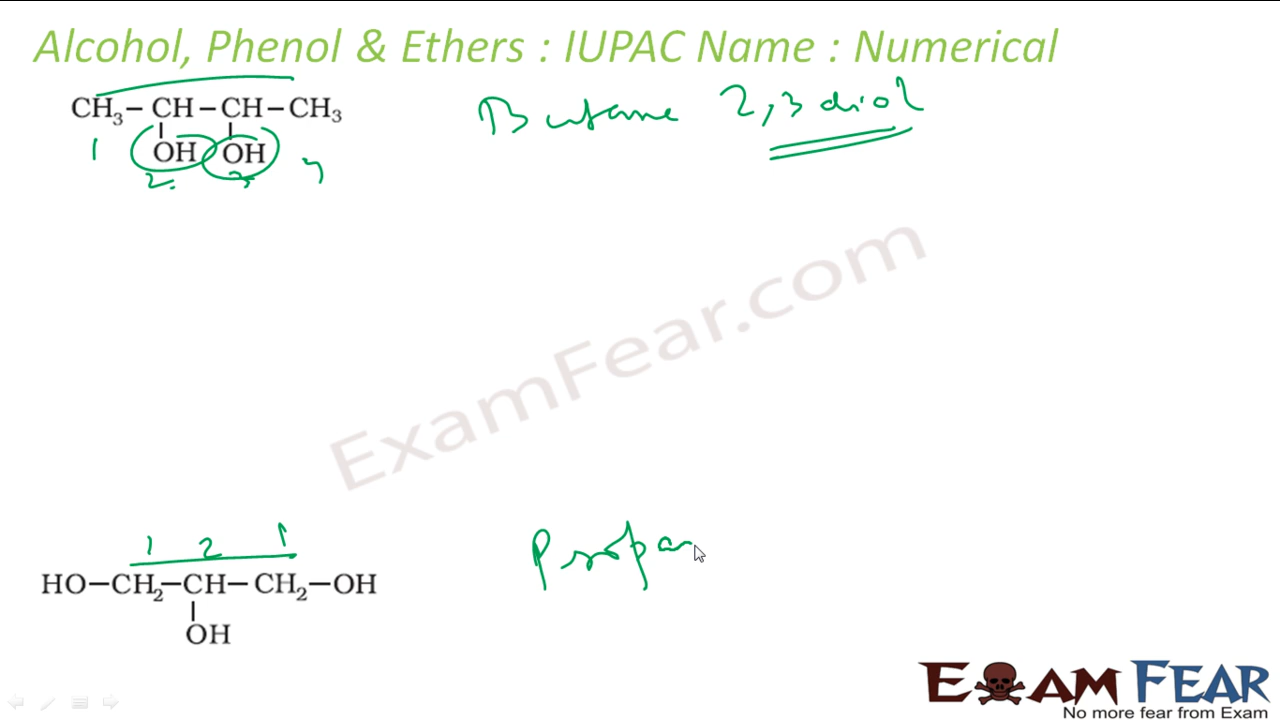 Alcohol, Phenol & Ethers : IUPAC Name : Numerical
CH₃–CH–CH–CH₃
OH OH
1 2. 3 4
Butane 2,3 diol
ExamFear.com
1 2 1
HO–CH₂–CH–CH₂–OH
OH
Propan
EXAM FEAR
No more fear from Exam